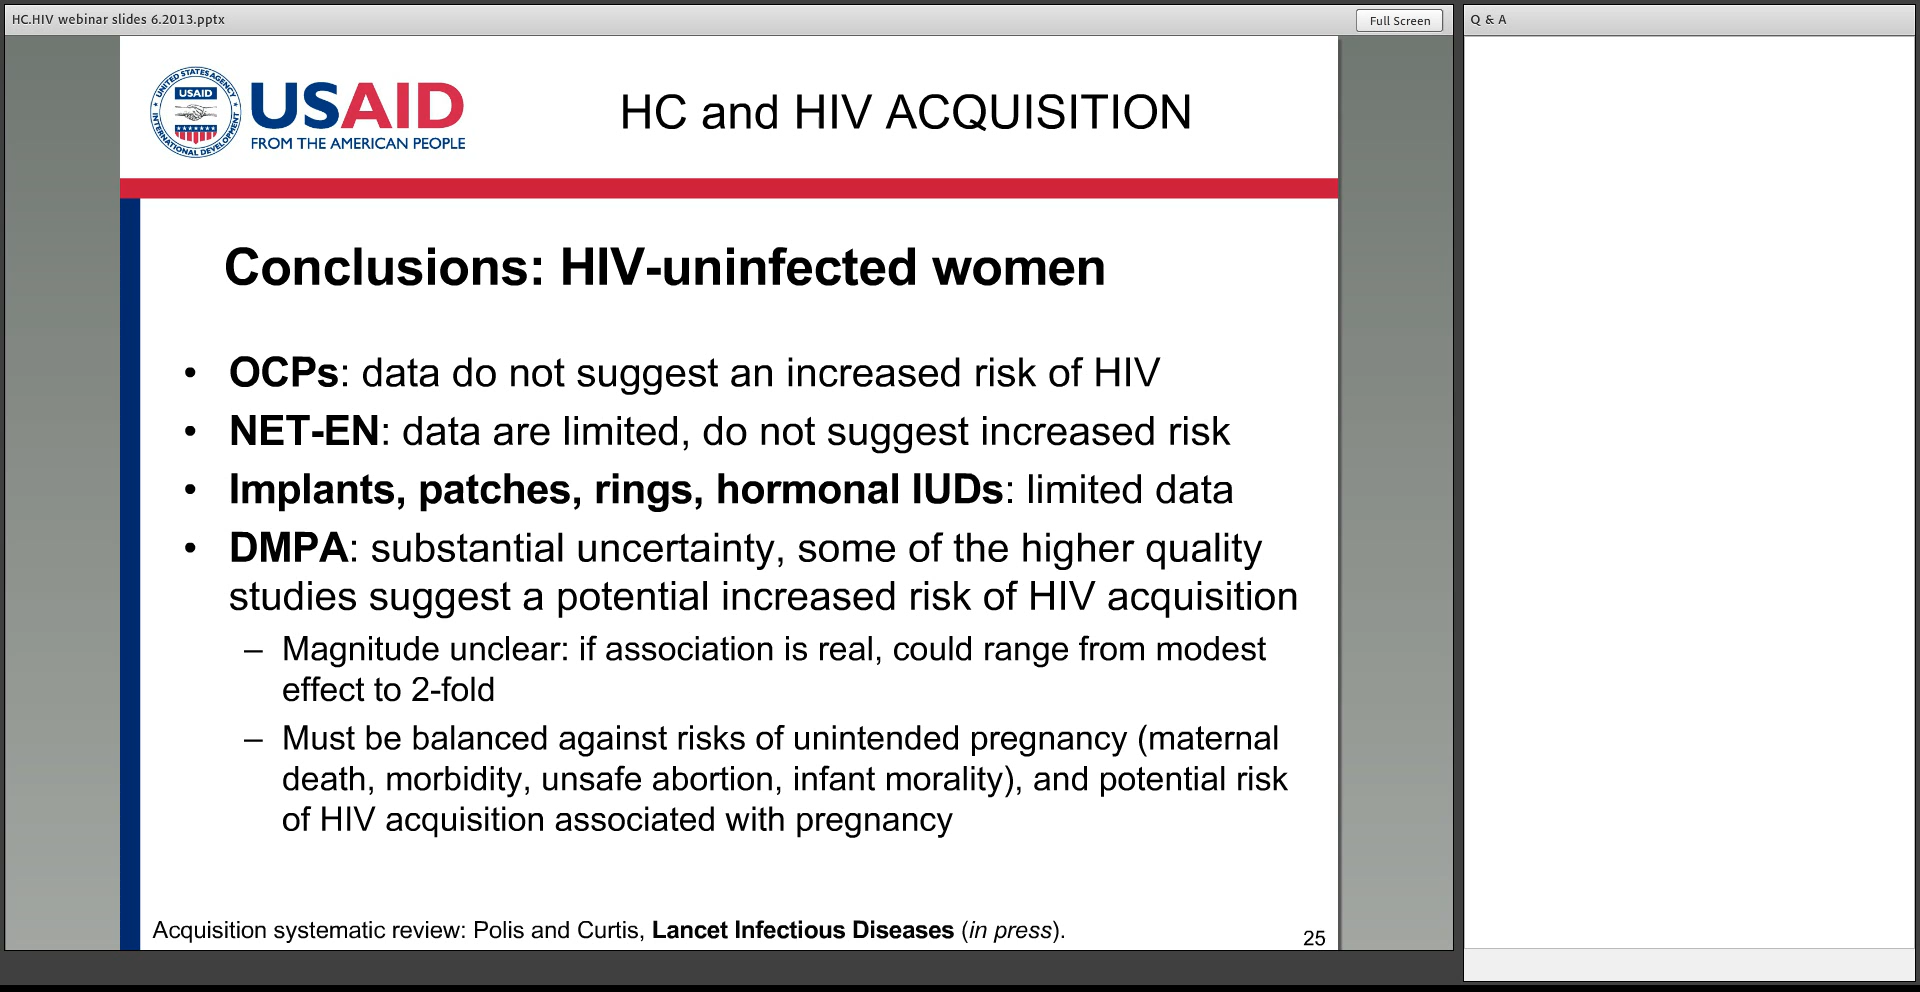 HC.HIV webinar slides 6.2013.pptx
Full Screen
Q & A
UNITED STATES AGENCY
USAID
INTERNATIONAL DEVELOPMENT
USAID
FROM THE AMERICAN PEOPLE
HC and HIV ACQUISITION
Conclusions: HIV-uninfected women
• OCPs: data do not suggest an increased risk of HIV
• NET-EN: data are limited, do not suggest increased risk
• Implants, patches, rings, hormonal IUDs: limited data
• DMPA: substantial uncertainty, some of the higher quality
studies suggest a potential increased risk of HIV acquisition
– Magnitude unclear: if association is real, could range from modest
effect to 2-fold
– Must be balanced against risks of unintended pregnancy (maternal
death, morbidity, unsafe abortion, infant morality), and potential risk
of HIV acquisition associated with pregnancy
Acquisition systematic review: Polis and Curtis, Lancet Infectious Diseases (in press).
25